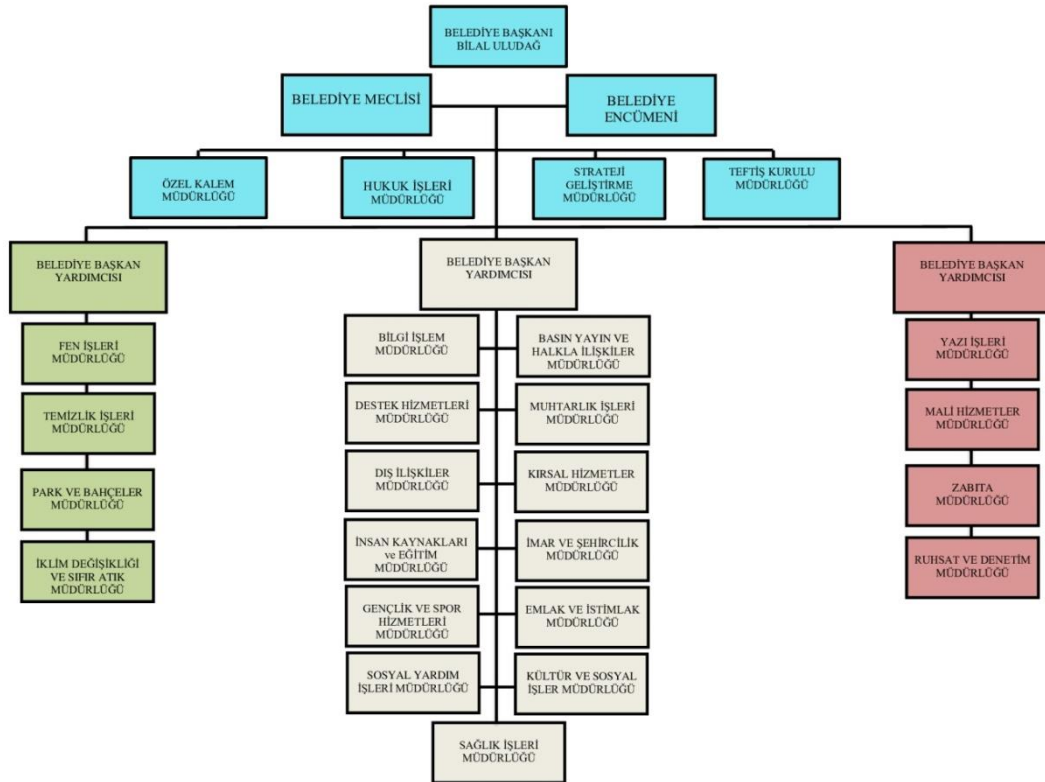 BELEDİYE BAŞKANI
BİLAL ULUDAĞ
BELEDİYE MECLİSİ
BELEDİYE
ENCÜMENİ
ÖZEL KALEM
MÜDÜRLÜĞÜ
HUKUK İŞLERİ
MÜDÜRLÜĞÜ
STRATEJİ
GELİŞTİRME
MÜDÜRLÜĞÜ
TEFTİŞ KURULU
MÜDÜRLÜĞÜ
BELEDİYE BAŞKAN
YARDIMCISI
FEN İŞLERİ
MÜDÜRLÜĞÜ
TEMİZLİK İŞLERİ
MÜDÜRLÜĞÜ
PARK VE BAHÇELER
MÜDÜRLÜĞÜ
İKLİM DEĞİŞİKLİĞİ
VE SIFIR ATIK
MÜDÜRLÜĞÜ
BELEDİYE BAŞKAN
YARDIMCISI
BİLGİ İŞLEM
MÜDÜRLÜĞÜ
BASIN YAYIN VE
HALKLA İLİŞKİLER
MÜDÜRLÜĞÜ
DESTEK HİZMETLERİ
MÜDÜRLÜĞÜ
MUHTARLIK İŞLERİ
MÜDÜRLÜĞÜ
DIŞ İLİŞKİLER
MÜDÜRLÜĞÜ
KIRSAL HİZMETLER
MÜDÜRLÜĞÜ
İNSAN KAYNAKLARI
ve EĞİTİM
MÜDÜRLÜĞÜ
İMAR VE ŞEHİRCİLİK
MÜDÜRLÜĞÜ
GENÇLİK VE SPOR
HİZMETLERİ
MÜDÜRLÜĞÜ
EMLAK VE İSTİMLAK
MÜDÜRLÜĞÜ
SOSYAL YARDIM
İŞLERİ MÜDÜRLÜĞÜ
KÜLTÜR VE SOSYAL
İŞLER MÜDÜRLÜĞÜ
SAĞLIK İŞLERİ
MÜDÜRLÜĞÜ
BELEDİYE BAŞKAN
YARDIMCISI
YAZI İŞLERİ
MÜDÜRLÜĞÜ
MALİ HİZMETLER
MÜDÜRLÜĞÜ
ZABITA
MÜDÜRLÜĞÜ
RUHSAT VE DENETİM
MÜDÜRLÜĞÜ